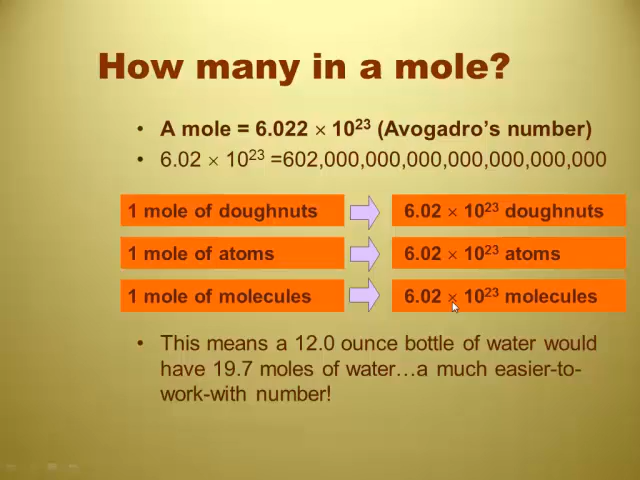 How many in a mole?
• A mole = 6.022 × 10²³ (Avogadro's number)
• 6.02 × 10²³ =602,000,000,000,000,000,000,000
1 mole of doughnuts 6.02 × 10²³ doughnuts
1 mole of atoms 6.02 × 10²³ atoms
1 mole of molecules 6.02 × 10²³ molecules
• This means a 12.0 ounce bottle of water would
have 19.7 moles of water…a much easier-to-
work-with number!